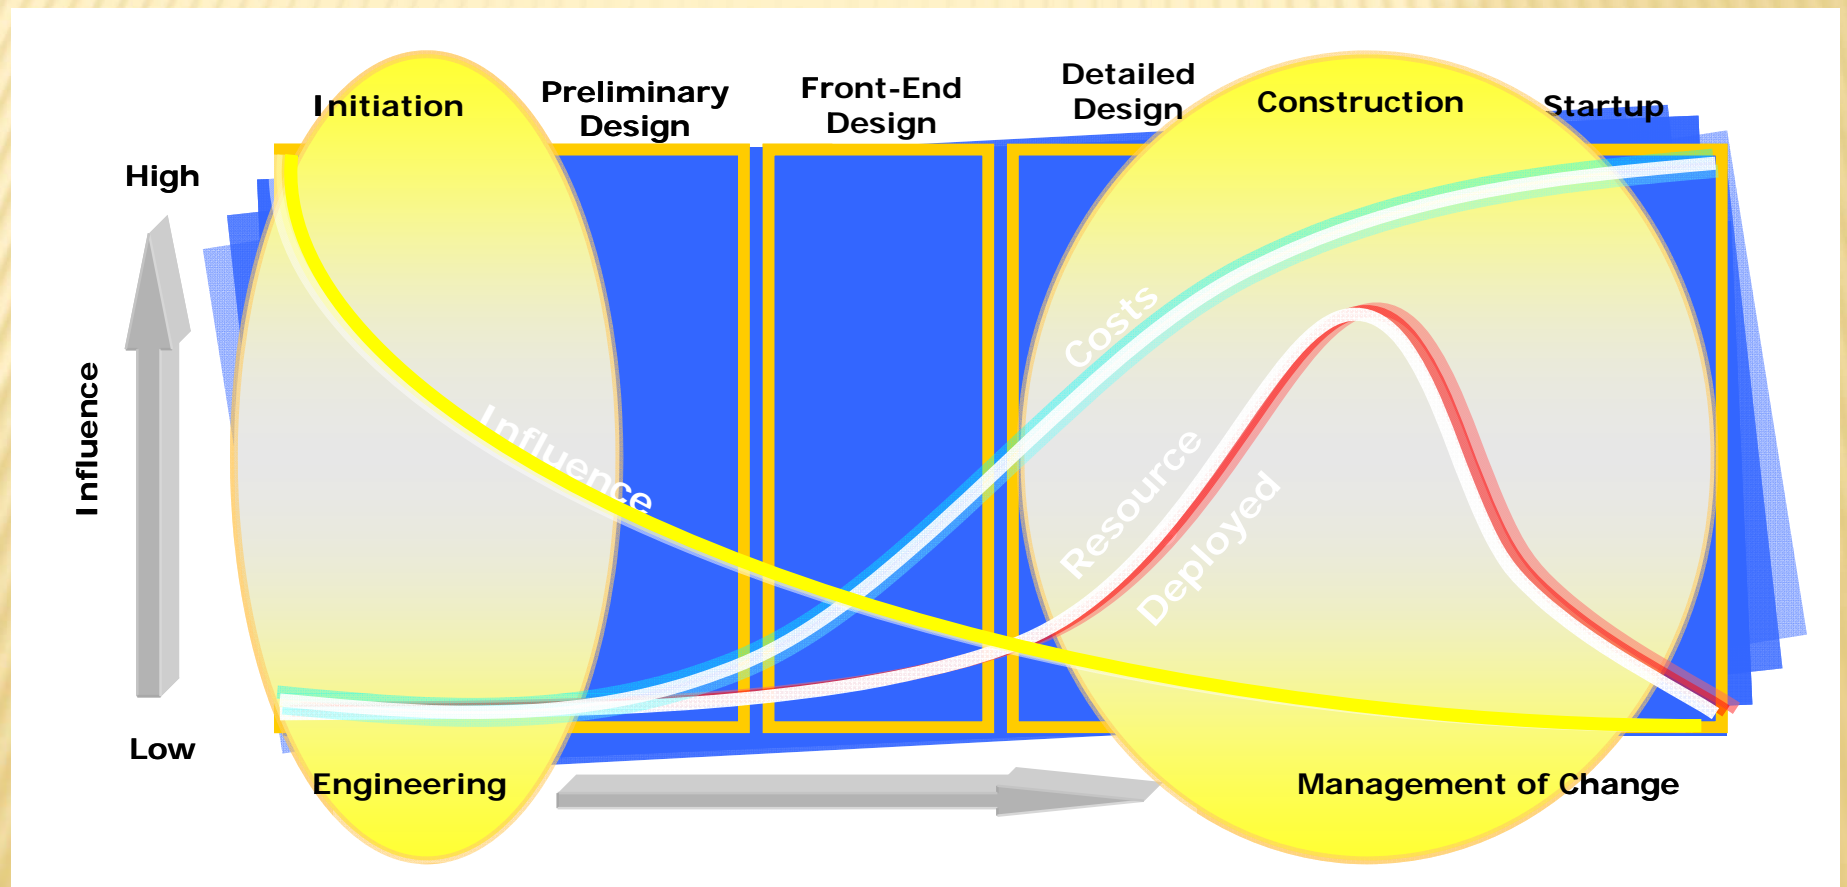 Initiation
Preliminary
Design
Front-End
Design
Detailed
Design
Construction
Startup
High
Influence
Low
Influence
Costs
Resource
Deployed
Engineering
Management of Change